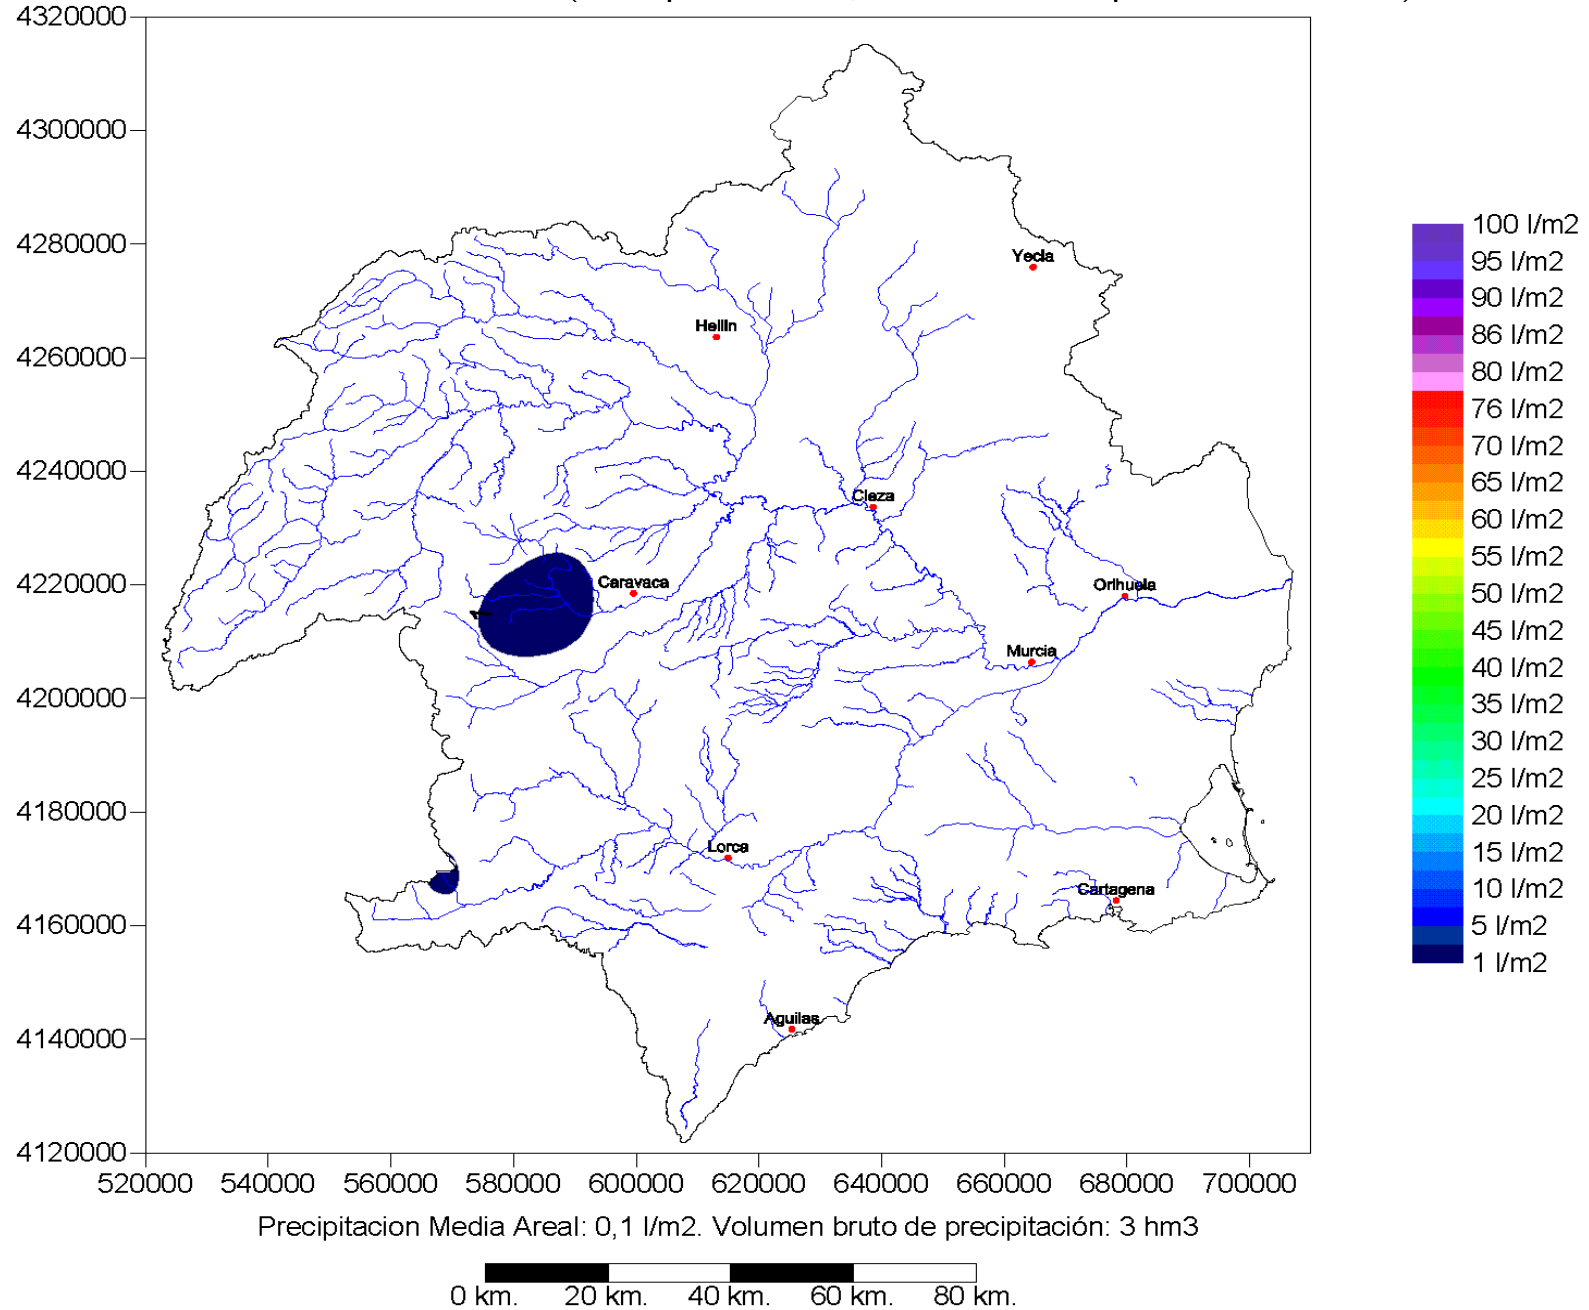 4320000
4300000
4280000
4260000
4240000
4220000
4200000
4180000
4160000
4140000
4120000
520000 540000 560000 580000 600000 620000 640000 660000 680000 700000
Yecla
Hellin
Cieza
Caravaca
Orihuela
Murcia
Lorca
Cartagena
Aguilas
100 l/m2
95 l/m2
90 l/m2
86 l/m2
80 l/m2
76 l/m2
70 l/m2
65 l/m2
60 l/m2
55 l/m2
50 l/m2
45 l/m2
40 l/m2
35 l/m2
30 l/m2
25 l/m2
20 l/m2
15 l/m2
10 l/m2
5 l/m2
1 l/m2
Precipitacion Media Areal: 0,1 l/m2. Volumen bruto de precipitación: 3 hm3
0 km. 20 km. 40 km. 60 km. 80 km.